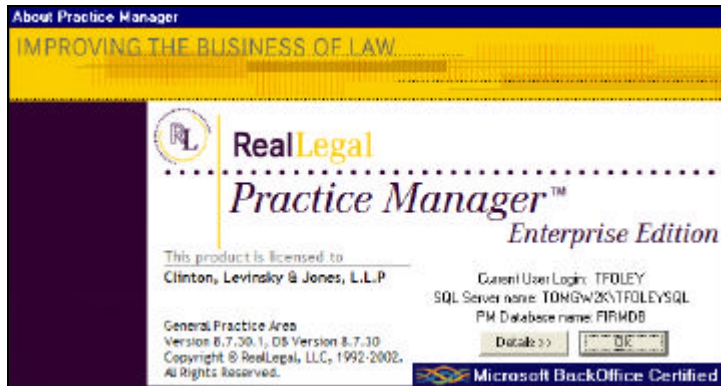 About Practice Manager
IMPROVING THE BUSINESS OF LAW
RL
RealLegal
Practice Manager™
Enterprise Edition
This product is licensed to
Clinton, Levinsky & Jones, L.L.P
General Practice Area
Version 8.7.30.1, DB Version 8.7.30
Copyright © RealLegal, LLC, 1992-2002.
All Rights Reserved.
Current User Login: TFOLEY
SQL Server name: TOMGW2K\TFOLEYSQL
PM Database name: FIRMDB
Details >>
OK
Microsoft BackOffice Certified